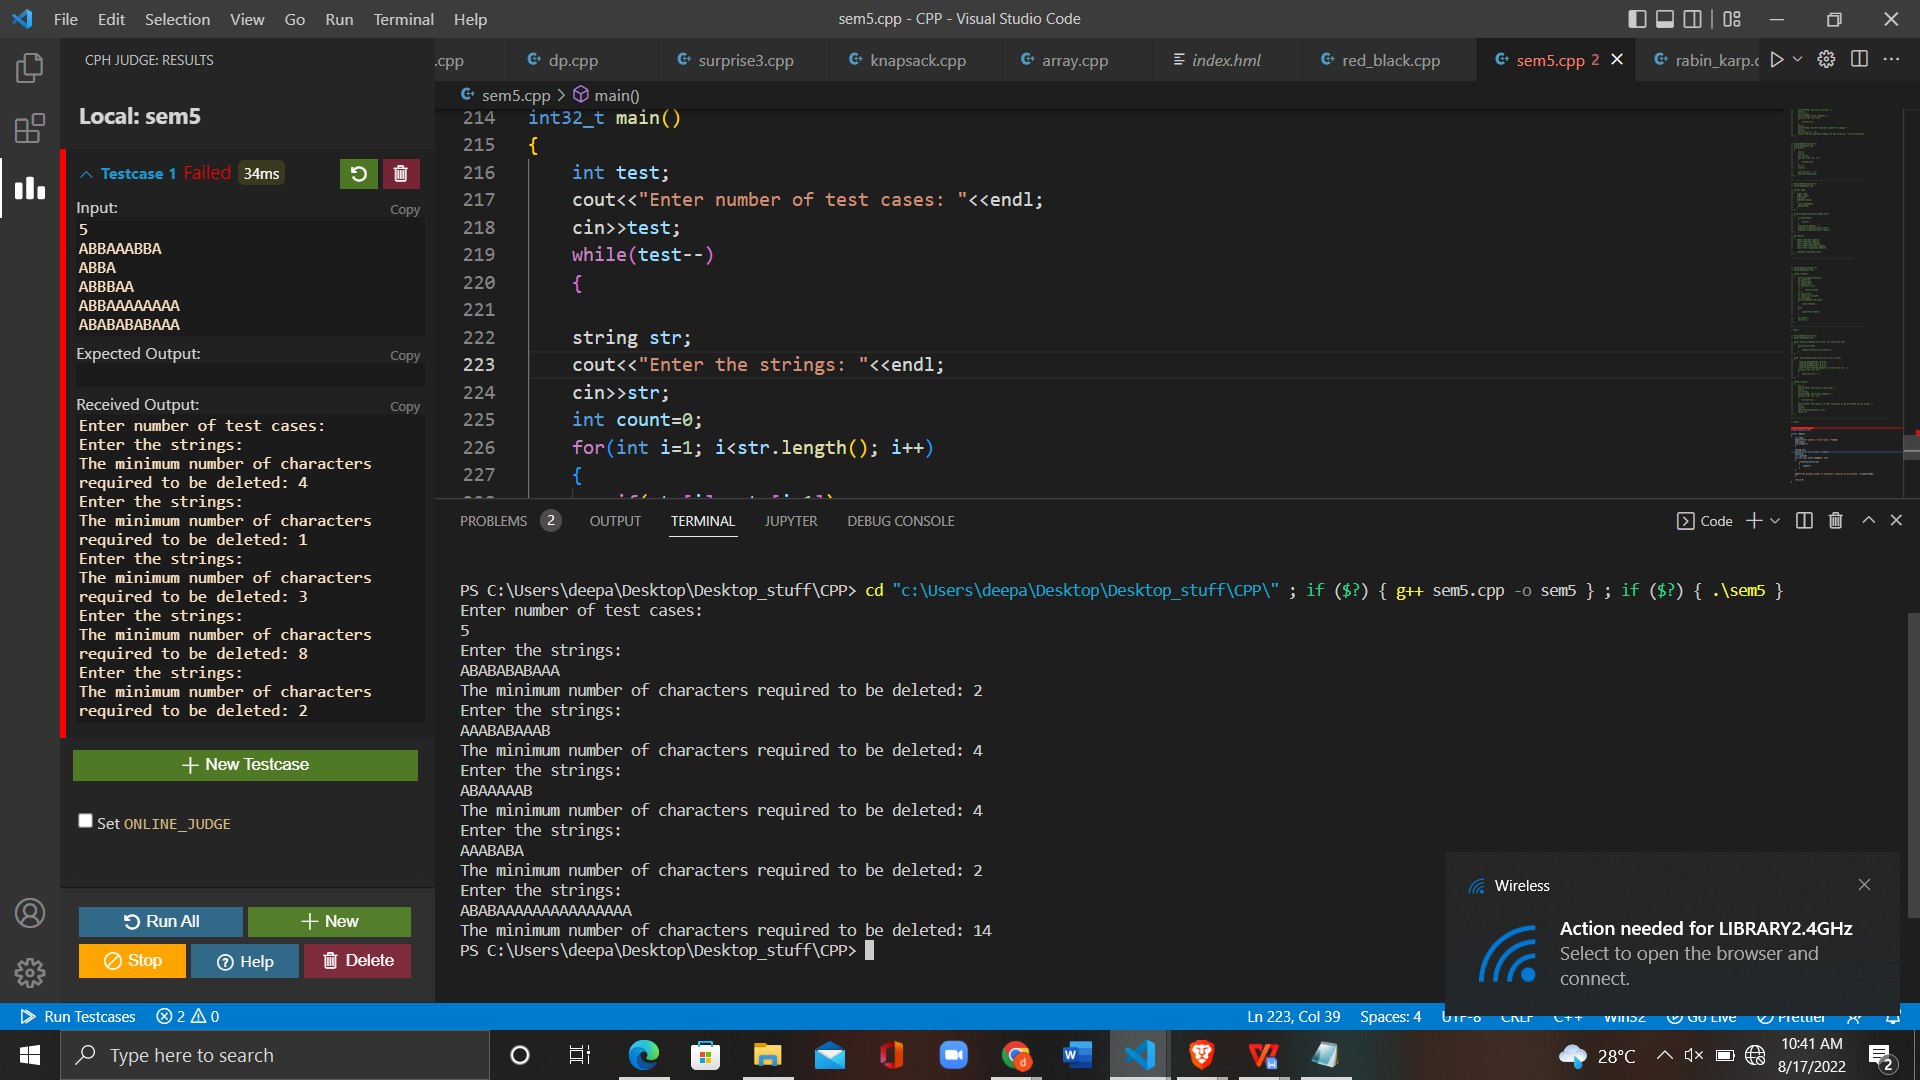 File Edit Selection View Go Run Terminal Help
sem5.cpp - CPP - Visual Studio Code
CPH JUDGE: RESULTS
.cpp dp.cpp surprise3.cpp knapsack.cpp array.cpp index.hml red_black.cpp sem5.cpp 2 rabin_karp.c
sem5.cpp > main()
Local: sem5
Testcase 1 Failed 34ms
Input:
Copy
5
ABBAAABBA
ABBA
ABBBAA
ABBAAAAAAAA
ABABABABAAA
Expected Output:
Copy
Received Output:
Copy
Enter number of test cases:
Enter the strings:
The minimum number of characters
required to be deleted: 4
Enter the strings:
The minimum number of characters
required to be deleted: 1
Enter the strings:
The minimum number of characters
required to be deleted: 3
Enter the strings:
The minimum number of characters
required to be deleted: 8
Enter the strings:
The minimum number of characters
required to be deleted: 2
New Testcase
Set ONLINE_JUDGE
Run All
New
Stop
Help
Delete
214 int32_t main()
215 {
216 int test;
217 cout<<"Enter number of test cases: "<<endl;
218 cin>>test;
219 while(test--)
220 {
221
222 string str;
223 cout<<"Enter the strings: "<<endl;
224 cin>>str;
225 int count=0;
226 for(int i=1; i<str.length(); i++)
227 {
PROBLEMS 2 OUTPUT TERMINAL JUPYTER DEBUG CONSOLE
Code
PS C:\Users\deepa\Desktop\Desktop_stuff\CPP> cd "c:\Users\deepa\Desktop\Desktop_stuff\CPP\" ; if ($?) { g++ sem5.cpp -o sem5 } ; if ($?) { .\sem5 }
Enter number of test cases:
5
Enter the strings:
ABABABABAAA
The minimum number of characters required to be deleted: 2
Enter the strings:
AAABABAAAB
The minimum number of characters required to be deleted: 4
Enter the strings:
ABAAAAAB
The minimum number of characters required to be deleted: 4
Enter the strings:
AAABABA
The minimum number of characters required to be deleted: 2
Enter the strings:
ABABAAAAAAAAAAAAAAA
The minimum number of characters required to be deleted: 14
PS C:\Users\deepa\Desktop\Desktop_stuff\CPP>
Wireless
Action needed for LIBRARY2.4GHz
Select to open the browser and
connect.
Run Testcases 2 0
Ln 223, Col 39 Spaces: 4 UTF-8 CRLF C++ Win32 Go Live Prettier
Type here to search
28°C
10:41 AM
8/17/2022
2